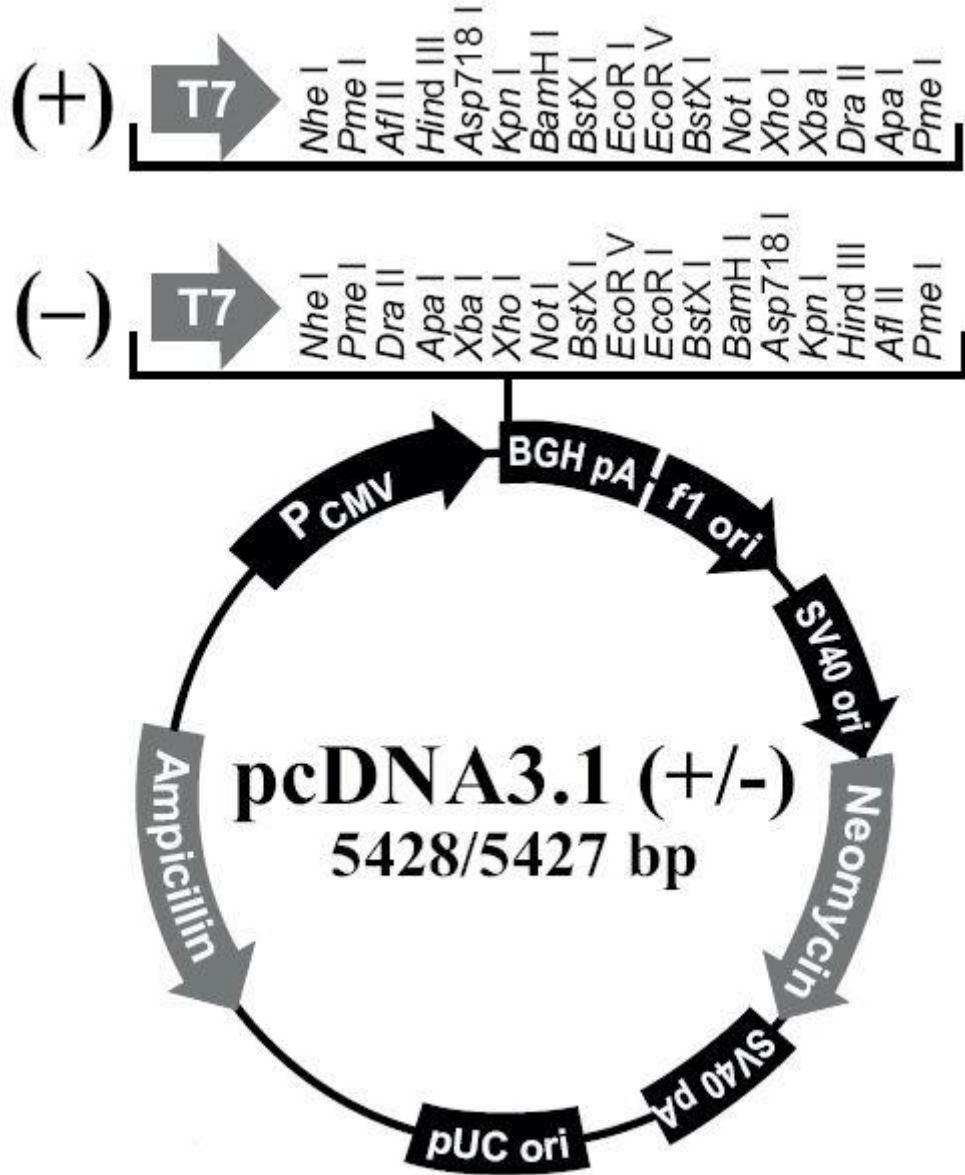 (+)
T7
Nhe I
Pme I
Afl II
Hind III
Asp718 I
Kpn I
BamH I
BstX I
EcoR I
EcoR V
BstX I
Not I
Xho I
Xba I
Dra II
Apa I
Pme I
(−)
T7
Nhe I
Pme I
Dra II
Apa I
Xba I
Xho I
Not I
BstX I
EcoR V
EcoR I
BstX I
BamH I
Asp718 I
Kpn I
Hind III
Afl II
Pme I
P CMV
BGH pA
f1 ori
SV40 ori
Neomycin
SV40 pA
pUC ori
Ampicillin
pcDNA3.1 (+/-)
5428/5427 bp